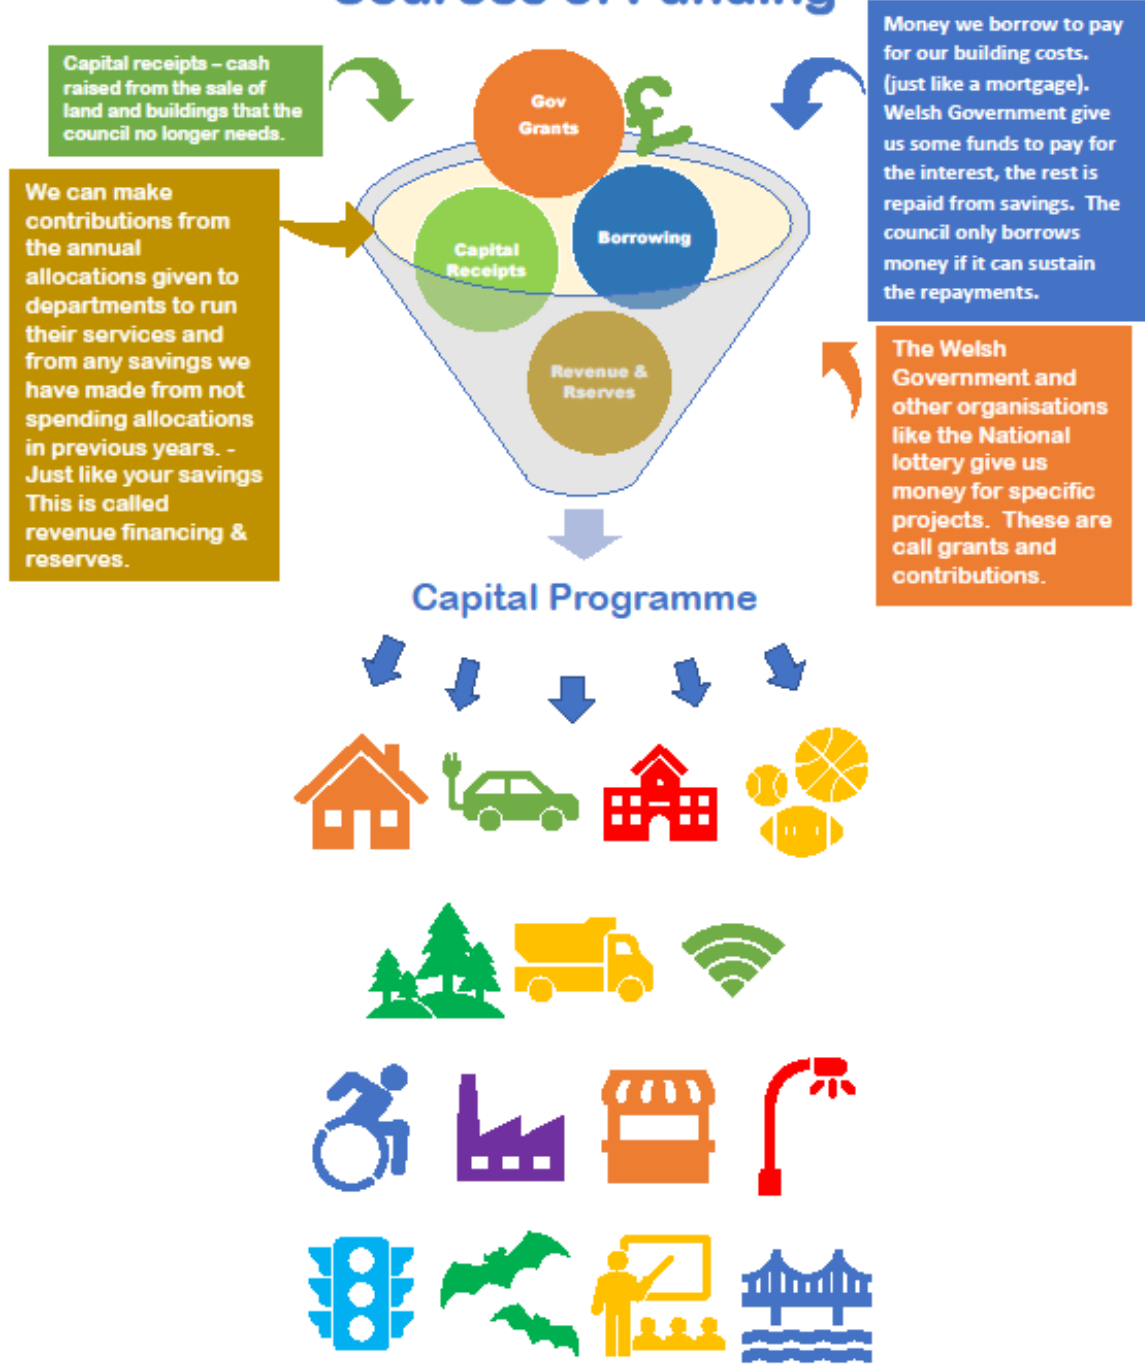 of Funding
Capital receipts – cash
raised from the sale of
land and buildings that the
council no longer needs.
Money we borrow to pay
for our building costs.
(just like a mortgage).
Welsh Government give
us some funds to pay for
the interest, the rest is
repaid from savings. The
council only borrows
money if it can sustain
the repayments.
Gov
Grants
£
We can make
contributions from
the annual
allocations given to
departments to run
their services and
from any savings we
have made from not
spending allocations
in previous years. -
Just like your savings
This is called
revenue financing &
reserves.
Capital
Receipts
Borrowing
Revenue &
Rserves
The Welsh
Government and
other organisations
like the National
lottery give us
money for specific
projects. These are
call grants and
contributions.
Capital Programme